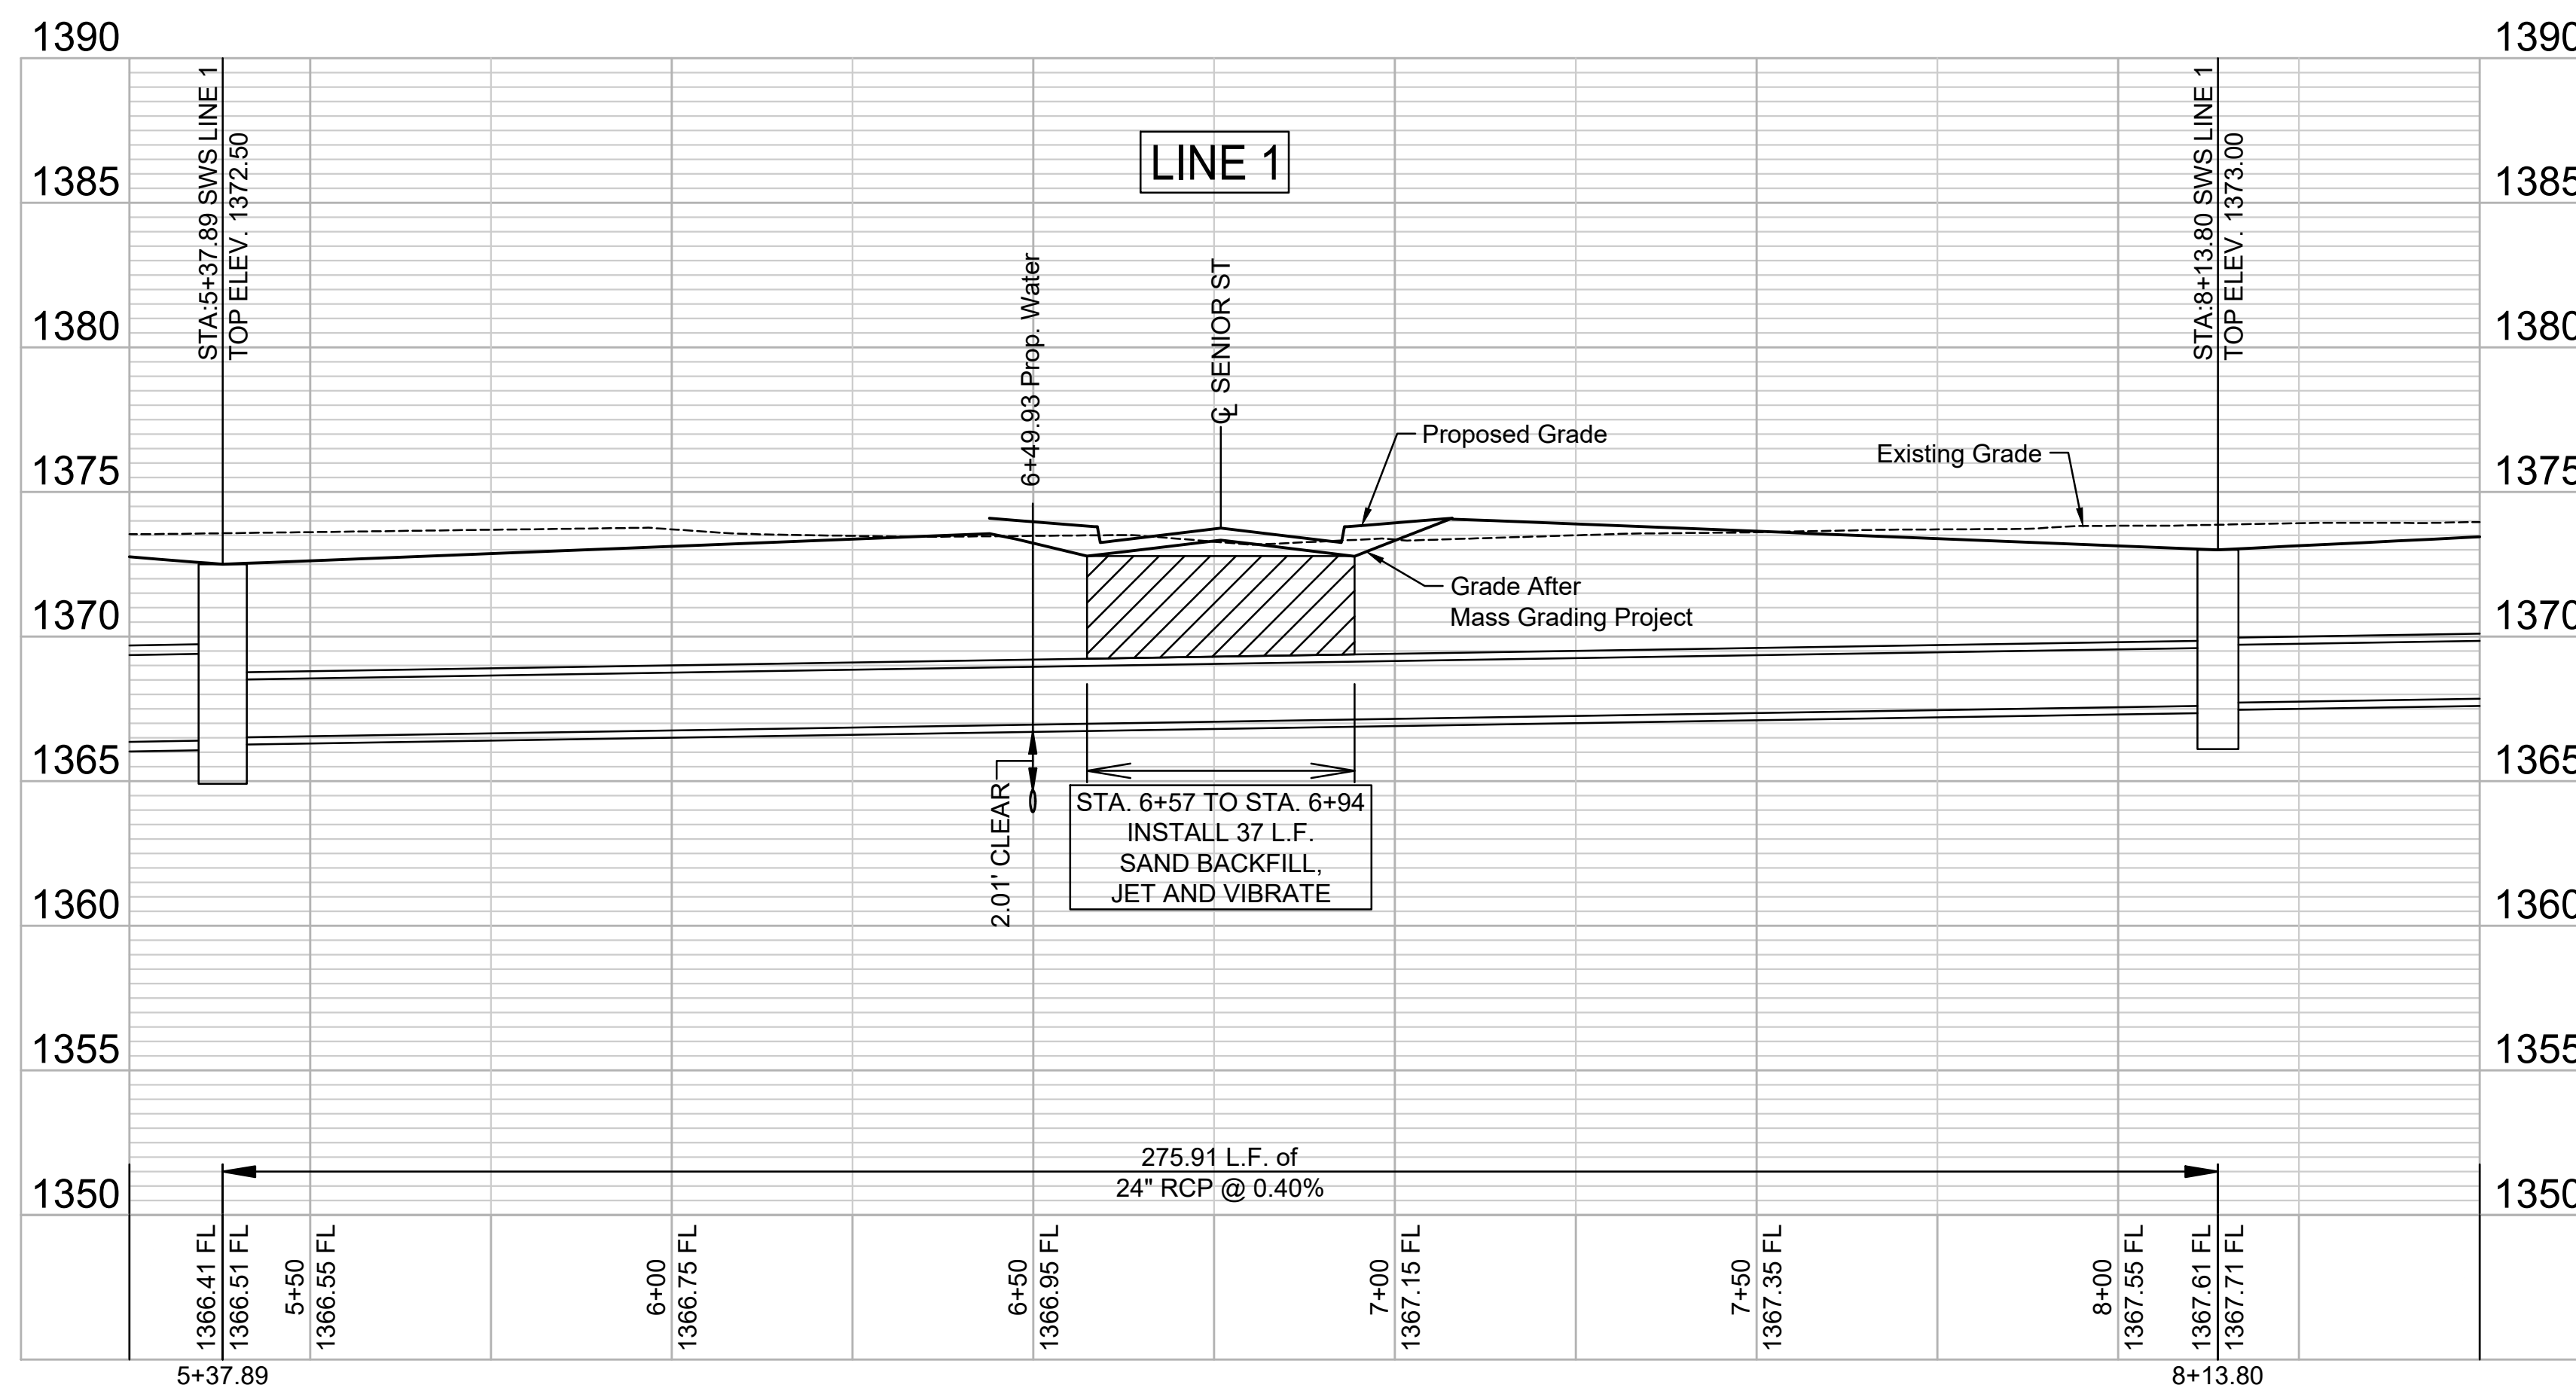 1390
1390
STA:5+37.89 SWS LINE 1
TOP ELEV. 1372.50
STA:8+13.80 SWS LINE 1
TOP ELEV. 1373.00
LINE 1
1385
1385
6+49.93 Prop. Water
℄ SENIOR ST
1380
1380
Proposed Grade
Existing Grade
1375
1375
Grade After
Mass Grading Project
1370
1370
1365
1365
2.01' CLEAR
STA. 6+57 TO STA. 6+94
INSTALL 37 L.F.
SAND BACKFILL,
JET AND VIBRATE
1360
1360
1355
1355
275.91 L.F. of
24" RCP @ 0.40%
1350
1350
1366.41 FL
1366.51 FL
5+50
1366.55 FL
6+00
1366.75 FL
6+50
1366.95 FL
7+00
1367.15 FL
7+50
1367.35 FL
8+00
1367.55 FL
1367.61 FL
1367.71 FL
5+37.89
8+13.80